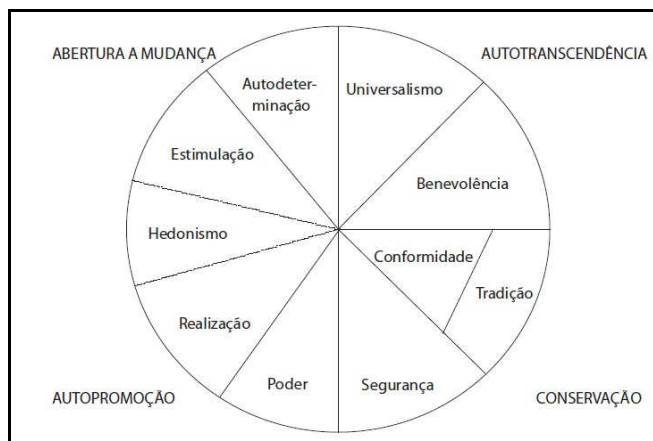 ABERTURA A MUDANÇA
AUTOTRANSCENDÊNCIA
Autodeter-
minação
Universalismo
Estimulação
Benevolência
Hedonismo
Conformidade
Tradição
Realização
Poder
Segurança
AUTOPROMOÇÃO
CONSERVAÇÃO